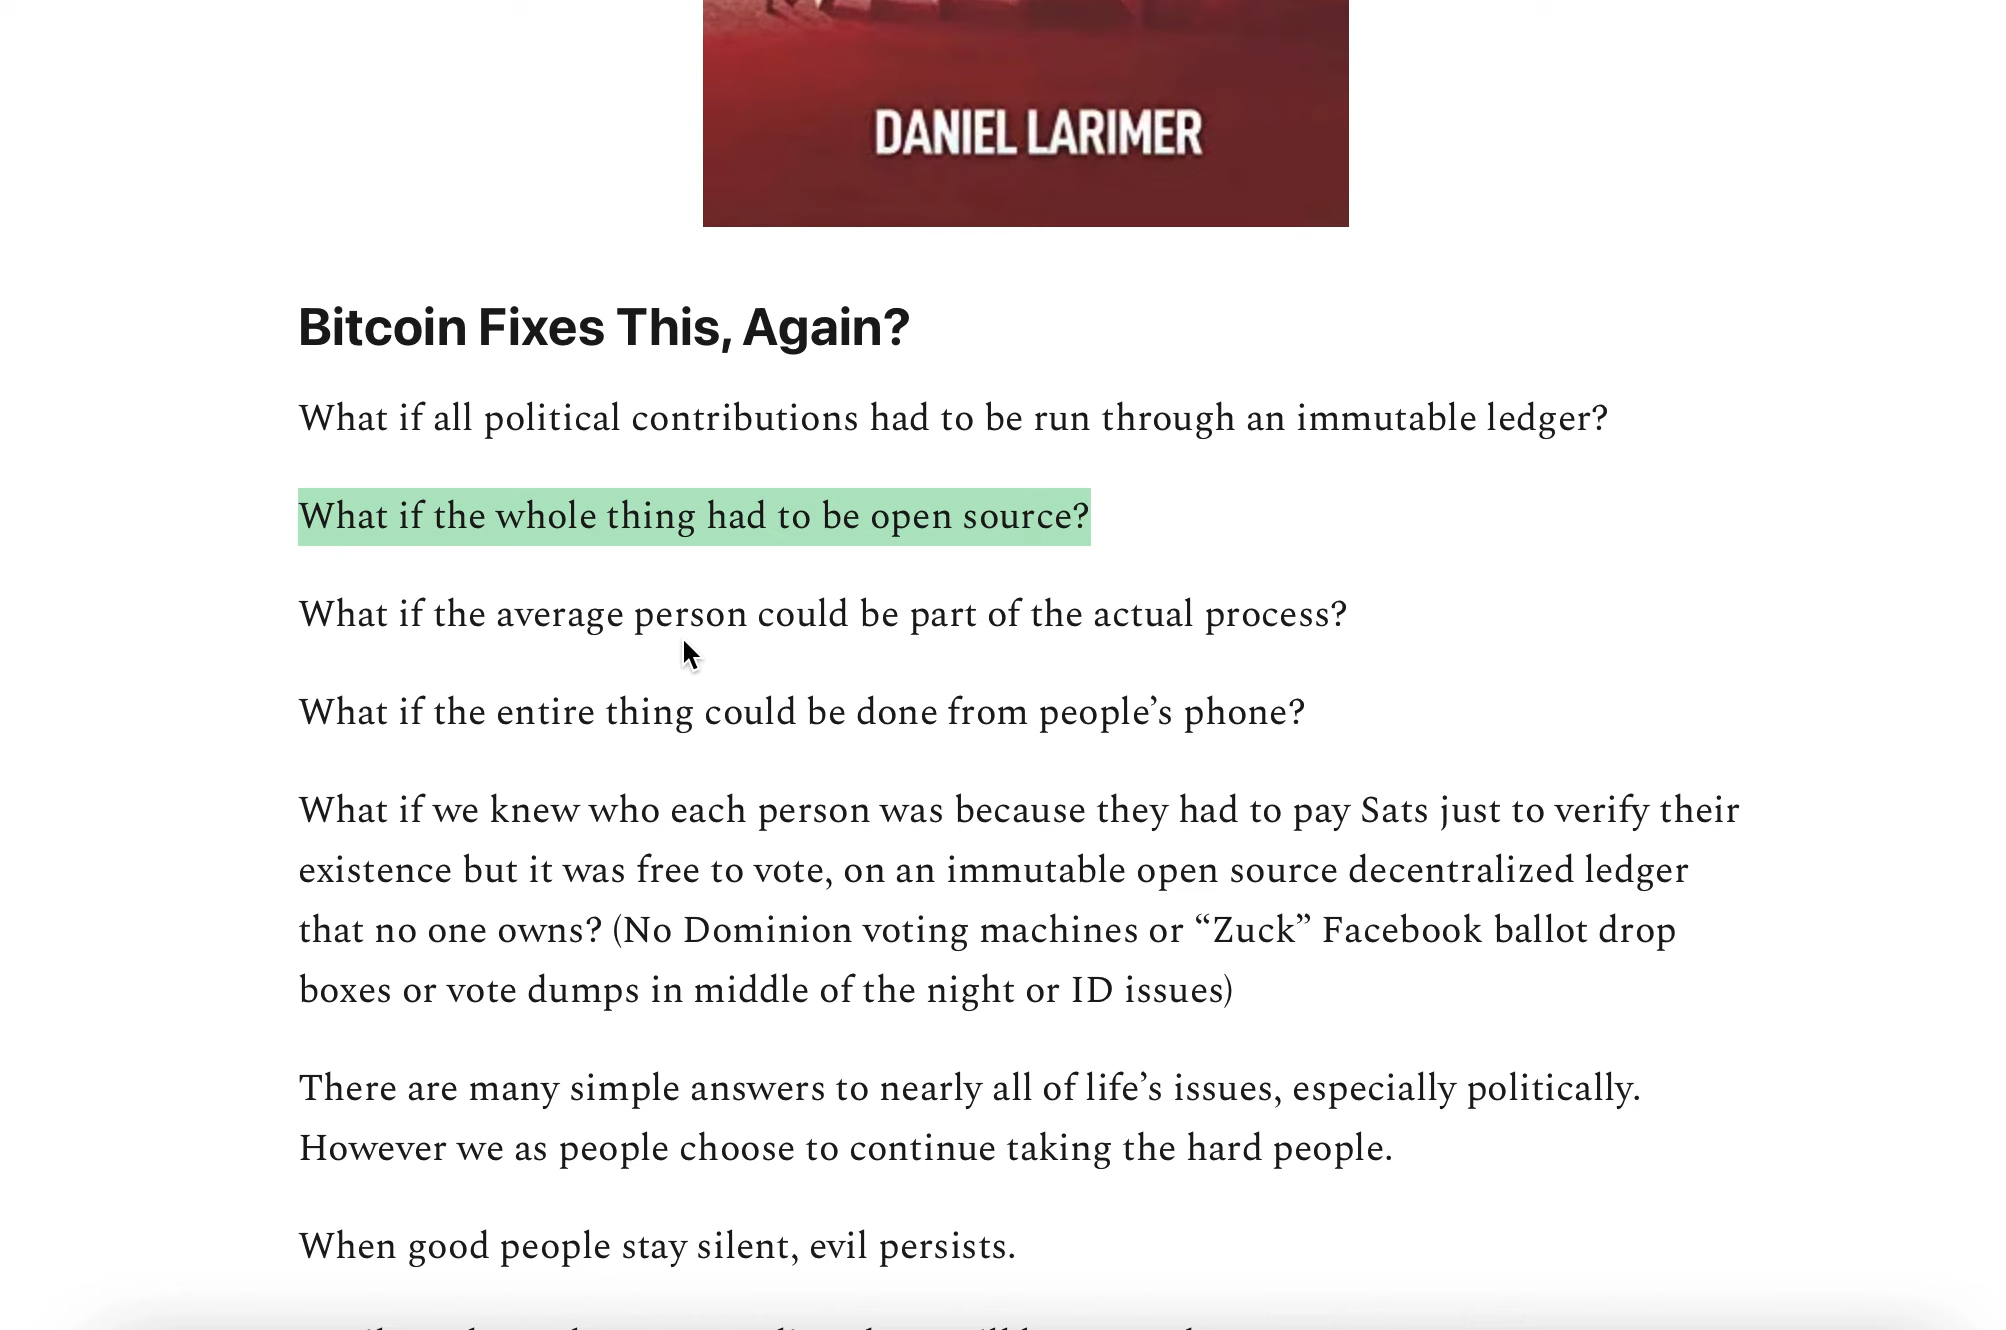 DANIEL LARIMER
Bitcoin Fixes This, Again?
What if all political contributions had to be run through an immutable ledger?
What if the whole thing had to be open source?
What if the average person could be part of the actual process?
What if the entire thing could be done from people’s phone?
What if we knew who each person was because they had to pay Sats just to verify their
existence but it was free to vote, on an immutable open source decentralized ledger
that no one owns? (No Dominion voting machines or “Zuck” Facebook ballot drop
boxes or vote dumps in middle of the night or ID issues)
There are many simple answers to nearly all of life’s issues, especially politically.
However we as people choose to continue taking the hard people.
When good people stay silent, evil persists.